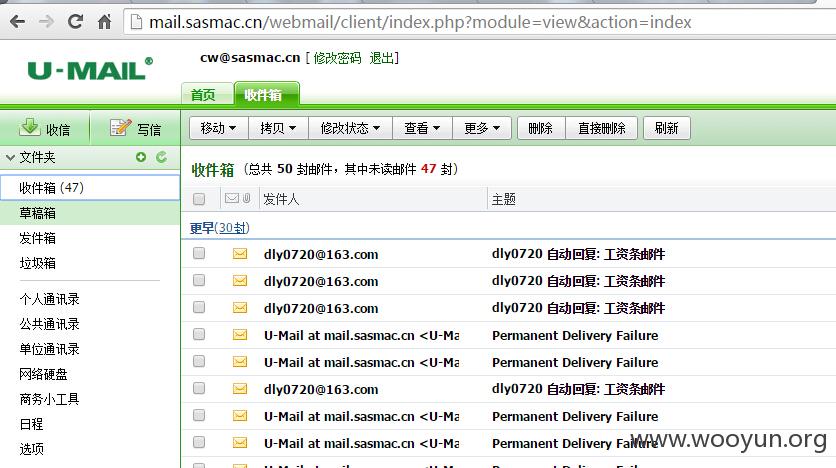 mail.sasmac.cn/webmail/client/index.php?module=view&action=index
U-MAIL®
cw@sasmac.cn [ 修改密码 退出]
首页 收件箱
收信 写信
移动 拷贝 修改状态 查看 更多 删除 直接删除 刷新
文件夹
收件箱 (总共 50 封邮件，其中未读邮件 47 封)
收件箱 (47)
发件人 主题
草稿箱
更早(30封)
发件箱
dly0720@163.com dly0720 自动回复: 工资条邮件
垃圾箱
dly0720@163.com dly0720 自动回复: 工资条邮件
个人通讯录
dly0720@163.com dly0720 自动回复: 工资条邮件
公共通讯录
U-Mail at mail.sasmac.cn <U-Ma Permanent Delivery Failure
单位通讯录
U-Mail at mail.sasmac.cn <U-Ma Permanent Delivery Failure
网络硬盘
dly0720@163.com dly0720 自动回复: 工资条邮件
商务小工具
U-Mail at mail.sasmac.cn <U-Ma Permanent Delivery Failure
日程
U-Mail at mail.sasmac.cn <U-Ma Permanent Delivery Failure
www.wooyun.org
选项